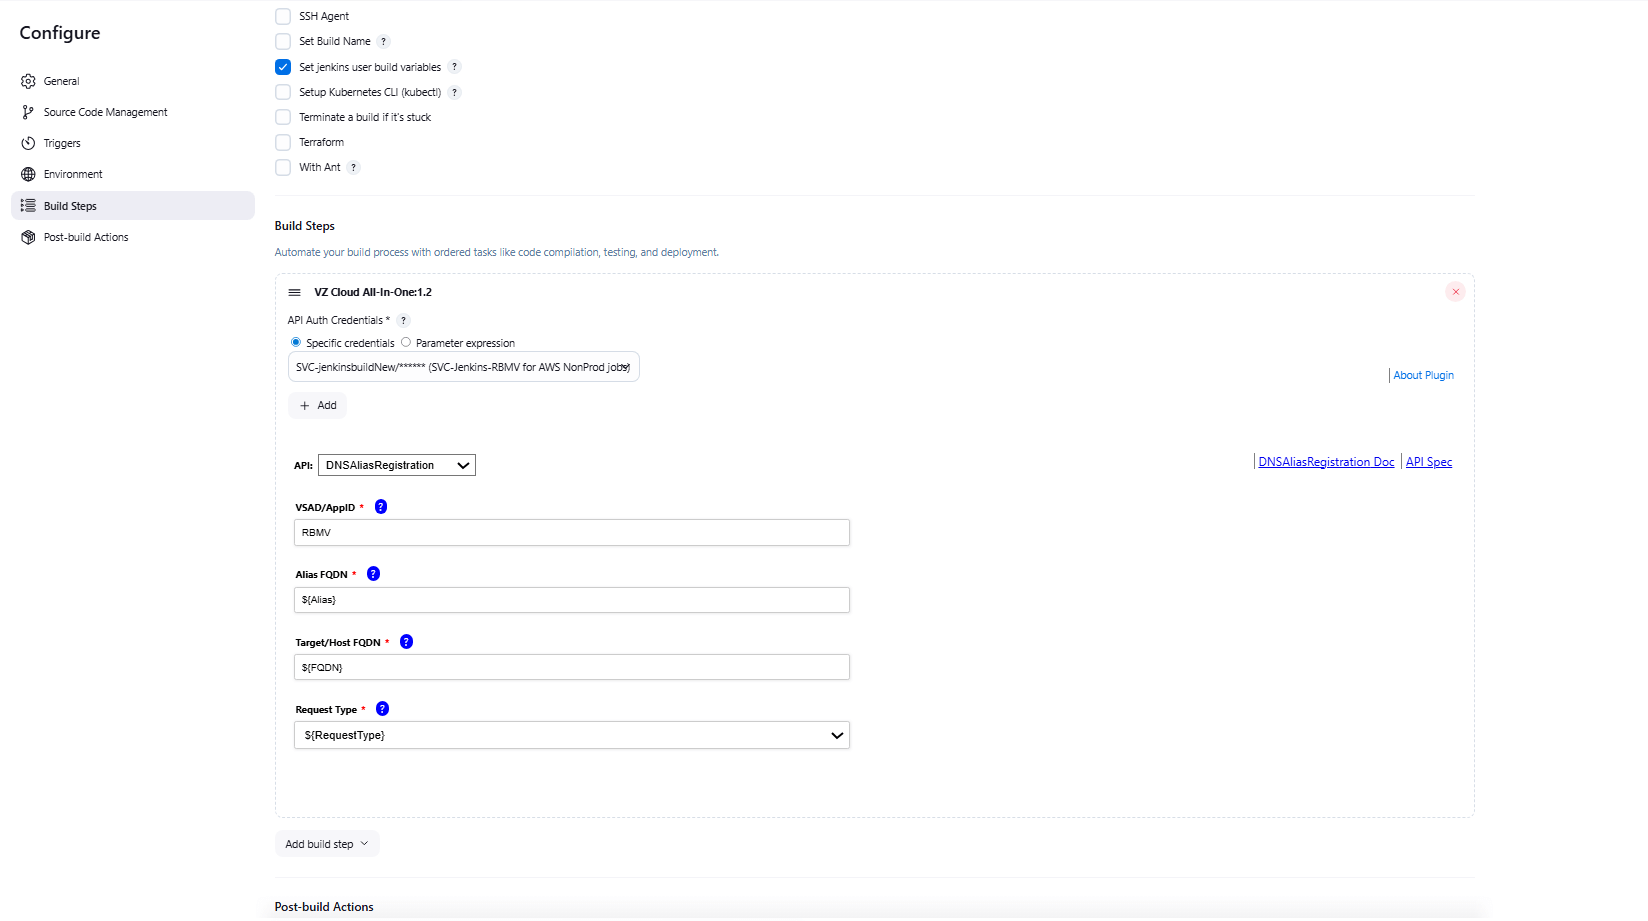 Configure
General
Source Code Management
Triggers
Environment
Build Steps
Post-build Actions
SSH Agent
Set Build Name ?
Set jenkins user build variables ?
Setup Kubernetes CLI (kubectl) ?
Terminate a build if it's stuck
Terraform
With Ant ?
Build Steps
Automate your build process with ordered tasks like code compilation, testing, and deployment.
VZ Cloud All-In-One:1.2
API Auth Credentials * ?
Specific credentials Parameter expression
SVC-jenkinsbuildNew/****** (SVC-Jenkins-RBMV for AWS NonProd jobs)
About Plugin
+ Add
API: DNSAliasRegistration
DNSAliasRegistration Doc API Spec
VSAD/AppID * ?
RBMV
Alias FQDN * ?
${Alias}
Target/Host FQDN * ?
${FQDN}
Request Type * ?
${RequestType}
Add build step
Post-build Actions